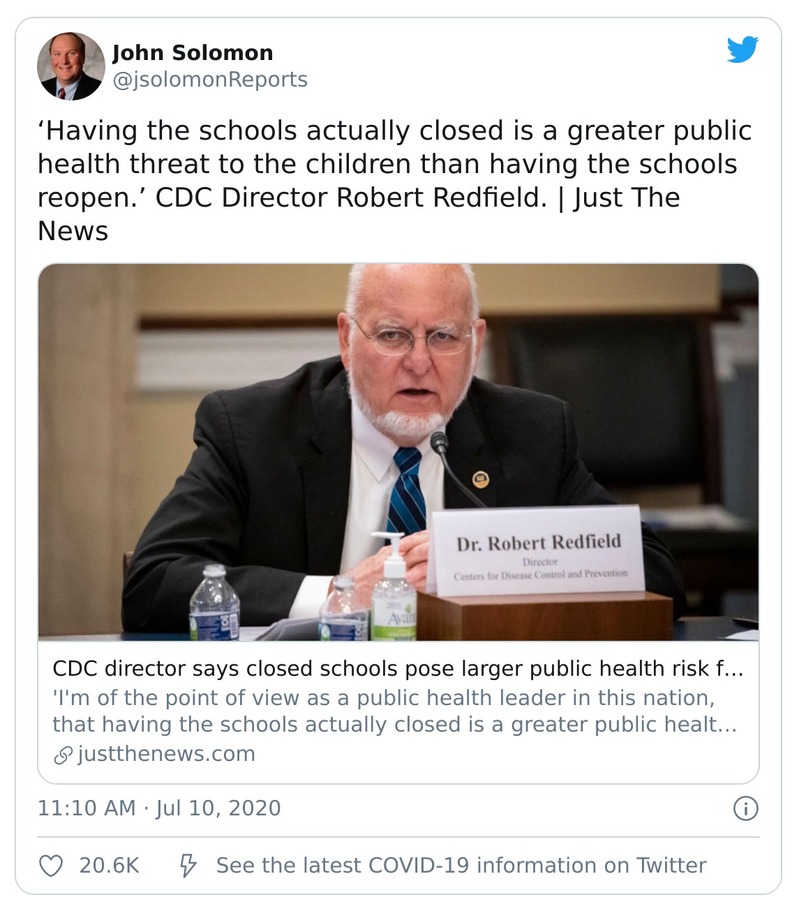 John Solomon
@jsolomonReports
‘Having the schools actually closed is a greater public
health threat to the children than having the schools
reopen.’ CDC Director Robert Redfield. | Just The
News
Dr. Robert Redfield
Director
Centers for Disease Control and Prevention
CDC director says closed schools pose larger public health risk f...
'I'm of the point of view as a public health leader in this nation,
that having the schools actually closed is a greater public healt...
justthenews.com
11:10 AM · Jul 10, 2020
20.6K
See the latest COVID-19 information on Twitter